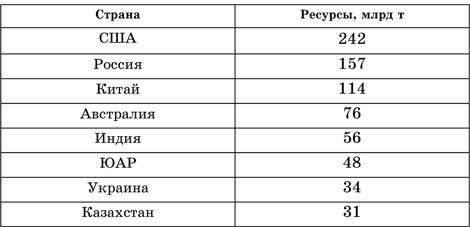 Страна Ресурсы, млрд т
США 242
Россия 157
Китай 114
Австралия 76
Индия 56
ЮАР 48
Украина 34
Казахстан 31